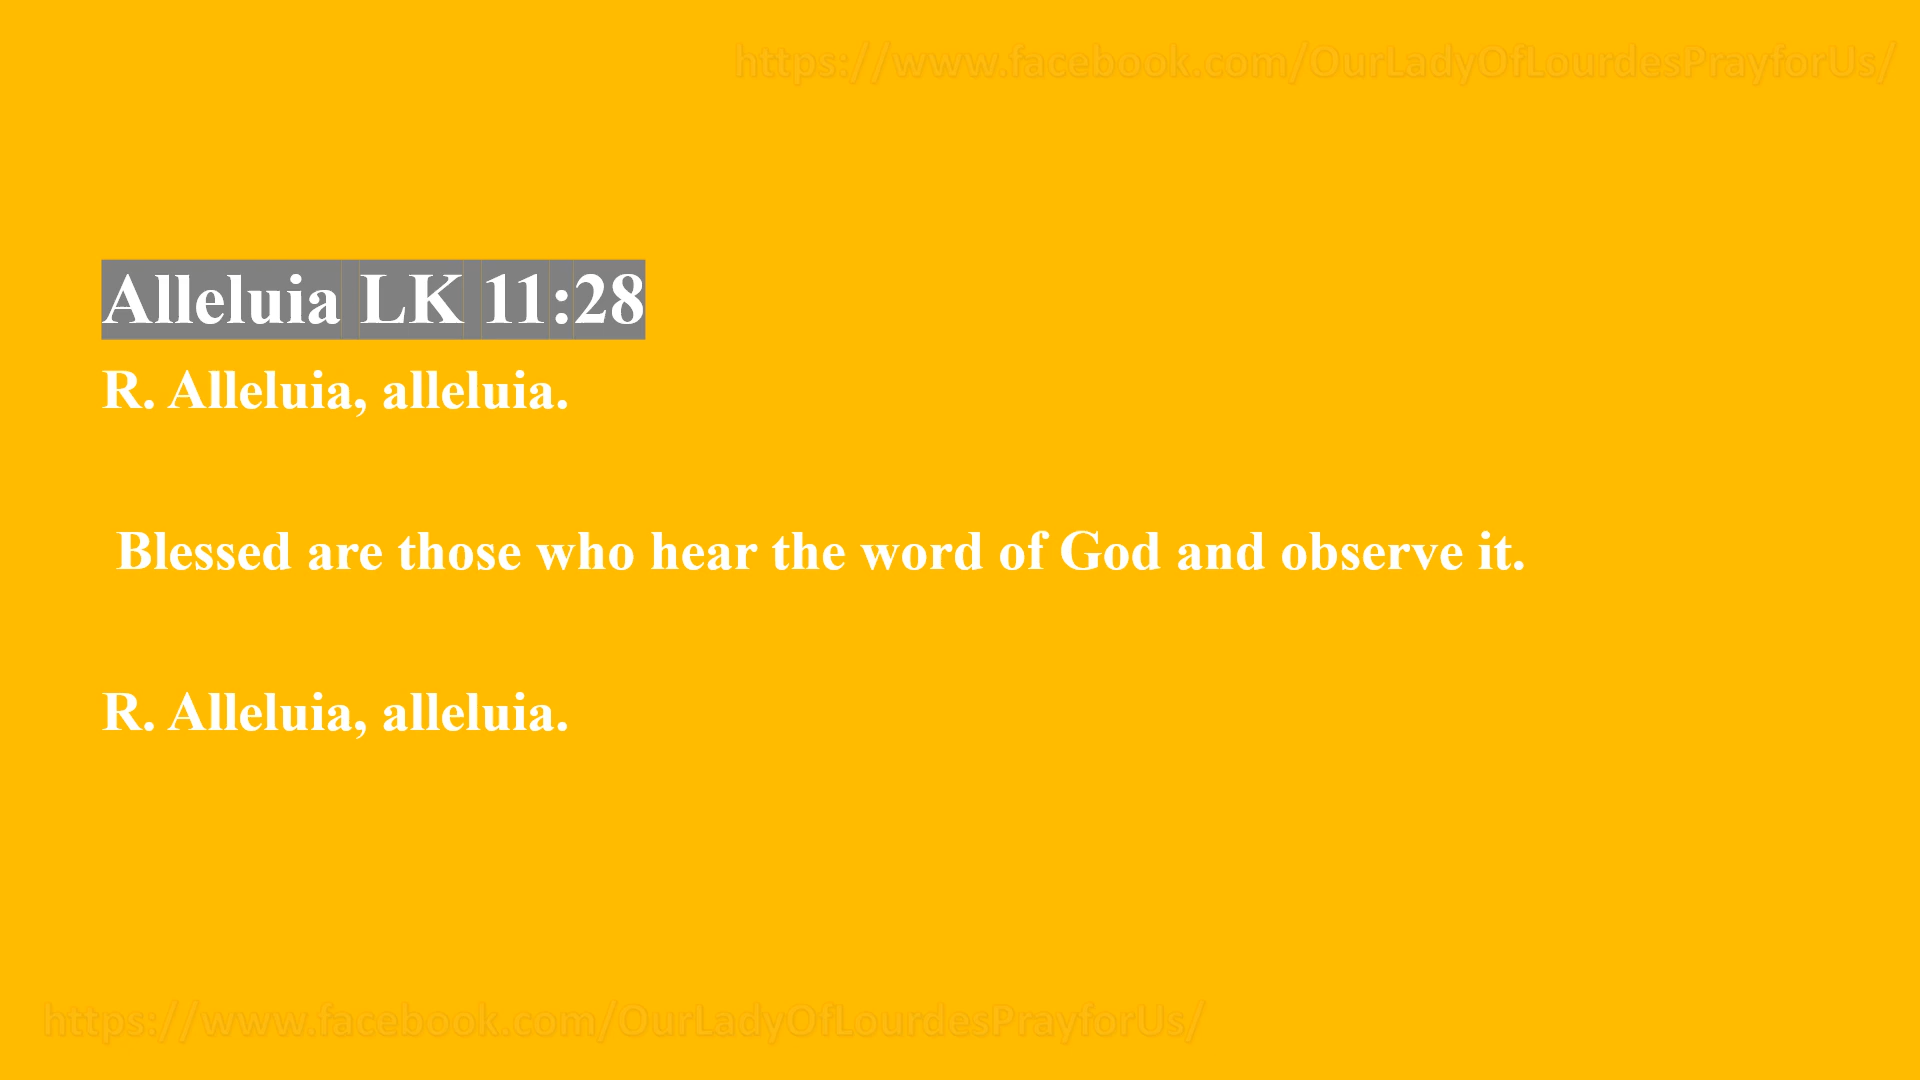 https://www.facebook.com/OurLadyOfLourdesPrayforUs/
Alleluia LK 11:28
R. Alleluia, alleluia.
Blessed are those who hear the word of God and observe it.
R. Alleluia, alleluia.
https://www.facebook.com/OurLadyOfLourdesPrayforUs/